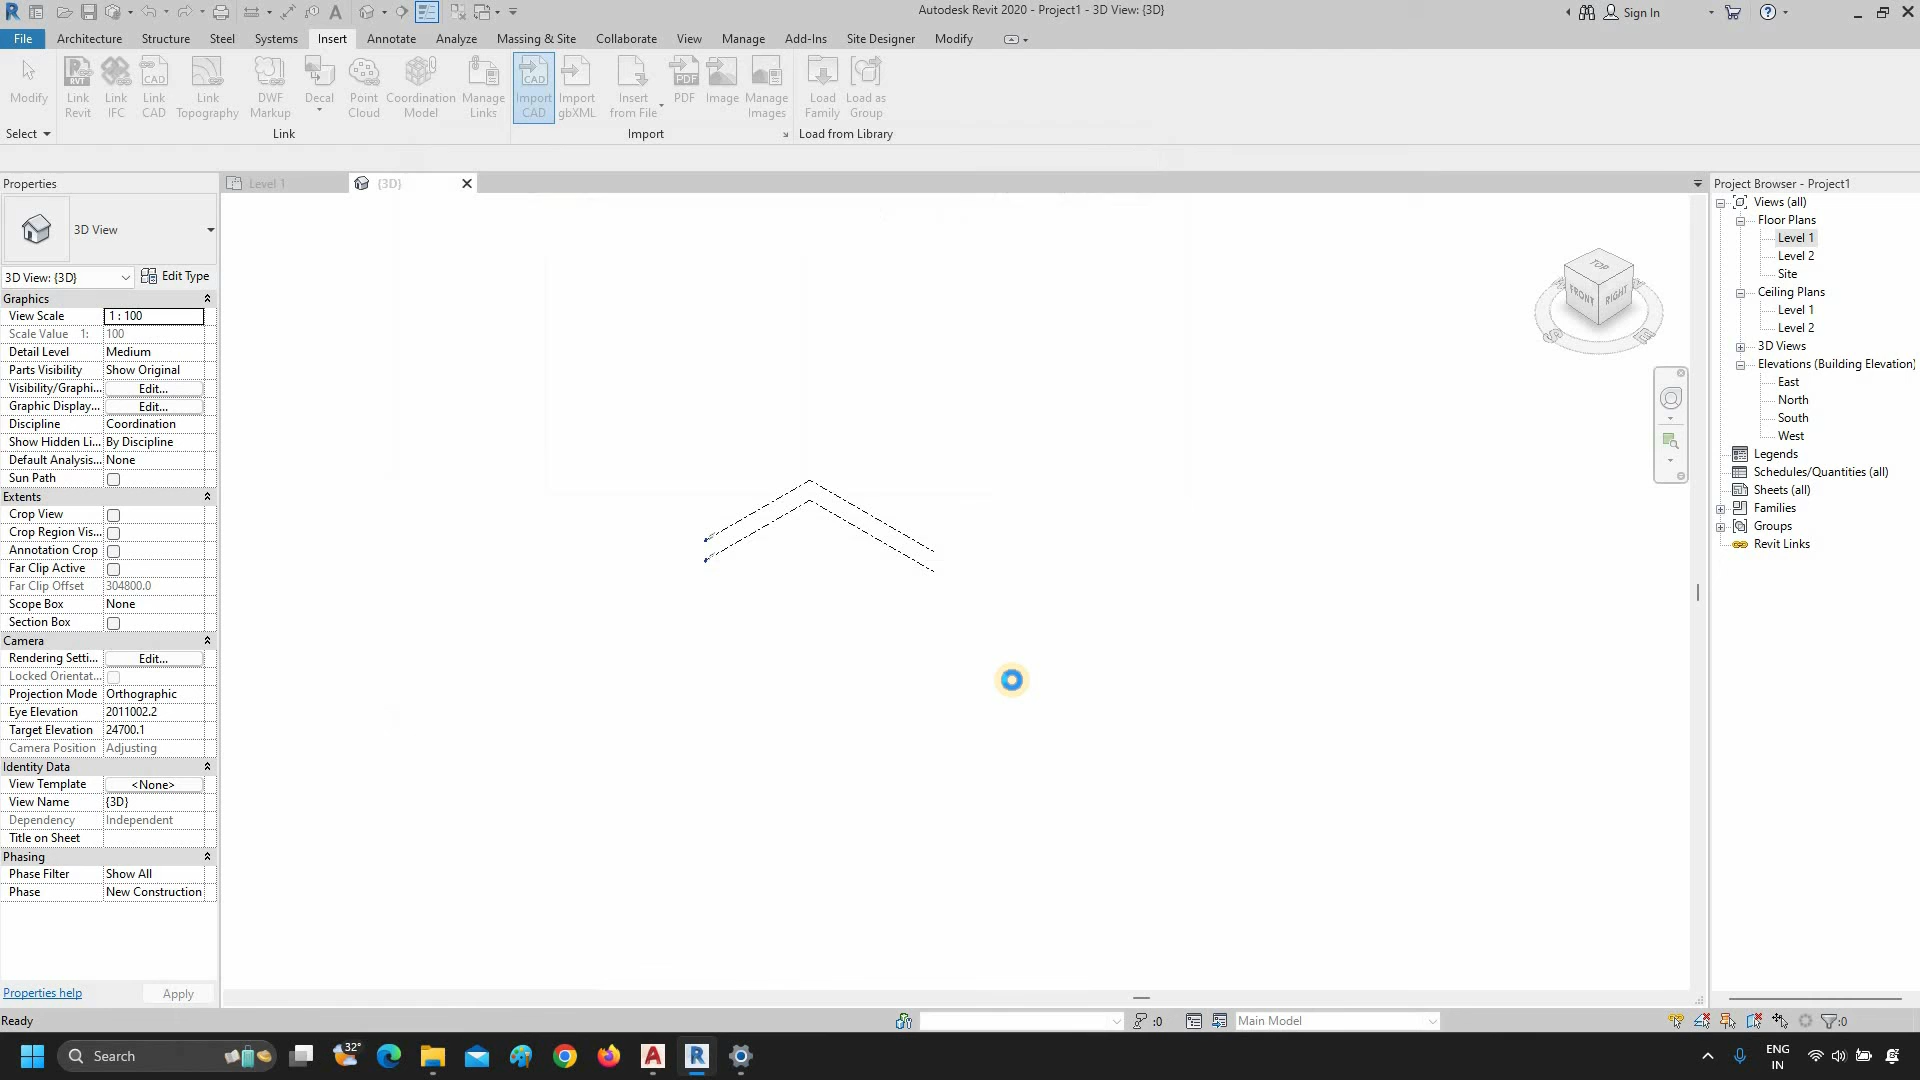 Autodesk Revit 2020 - Project1 - 3D View: {3D}
Sign In
File Architecture Structure Steel Systems Insert Annotate Analyze Massing & Site Collaborate View Manage Add-Ins Site Designer Modify
Modify
Link Revit
Link IFC
Link CAD
Link Topography
DWF Markup
Decal
Point Cloud
Coordination Model
Manage Links
Import CAD
Import gbXML
Insert from File
PDF
Image
Manage Images
Load Family
Load as Group
Select
Link
Import
Load from Library
Properties
Level 1
{3D}
Project Browser - Project1
3D View
3D View: {3D}
Edit Type
Graphics
View Scale 1 : 100
Scale Value 1: 100
Detail Level Medium
Parts Visibility Show Original
Visibility/Graphi... Edit...
Graphic Display... Edit...
Discipline Coordination
Show Hidden Li... By Discipline
Default Analysis... None
Sun Path
Extents
Crop View
Crop Region Vis...
Annotation Crop
Far Clip Active
Far Clip Offset 304800.0
Scope Box None
Section Box
Camera
Rendering Setti... Edit...
Locked Orientat...
Projection Mode Orthographic
Eye Elevation 2011002.2
Target Elevation 24700.1
Camera Position Adjusting
Identity Data
View Template <None>
View Name {3D}
Dependency Independent
Title on Sheet
Phasing
Phase Filter Show All
Phase New Construction
Properties help
Apply
TOP
FRONT
RIGHT
S
E
Views (all)
Floor Plans
Level 1
Level 2
Site
Ceiling Plans
Level 1
Level 2
3D Views
Elevations (Building Elevation)
East
North
South
West
Legends
Schedules/Quantities (all)
Sheets (all)
Families
Groups
Revit Links
Ready
:0
Main Model
:0
Search
32°
ENG
IN